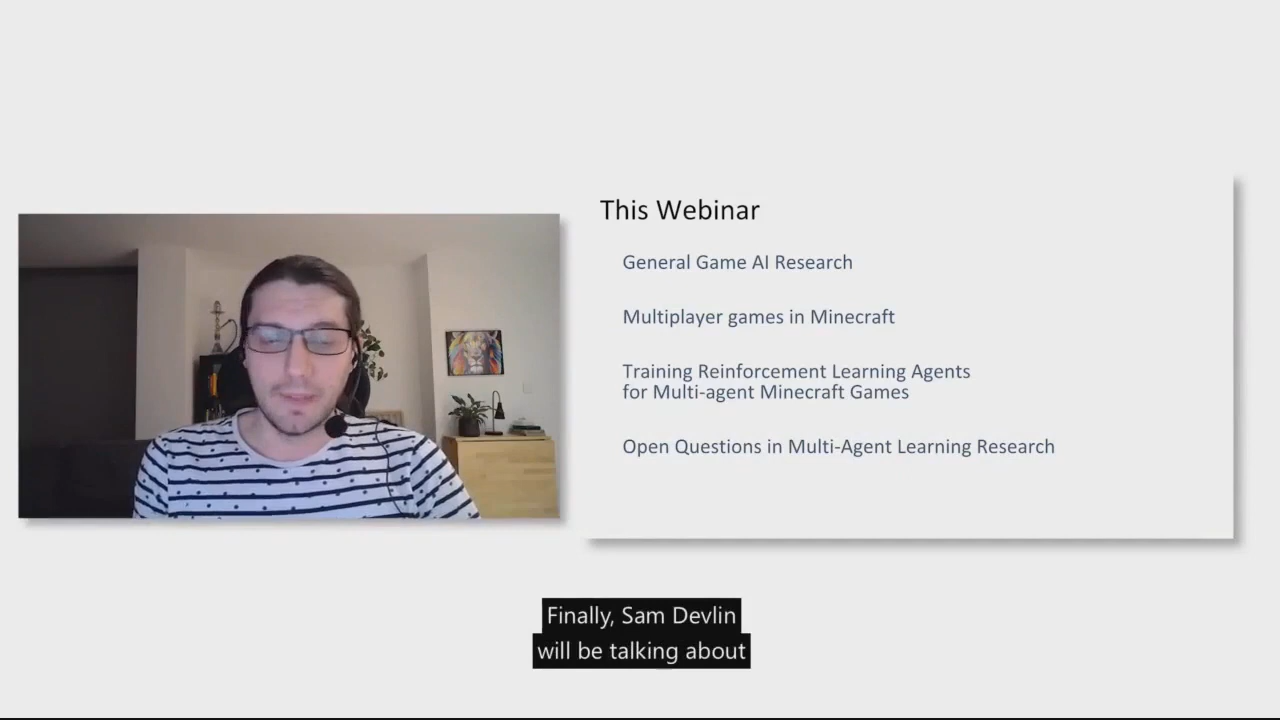 This Webinar
General Game AI Research
Multiplayer games in Minecraft
Training Reinforcement Learning Agents
for Multi-agent Minecraft Games
Open Questions in Multi-Agent Learning Research
Finally, Sam Devlin
will be talking about